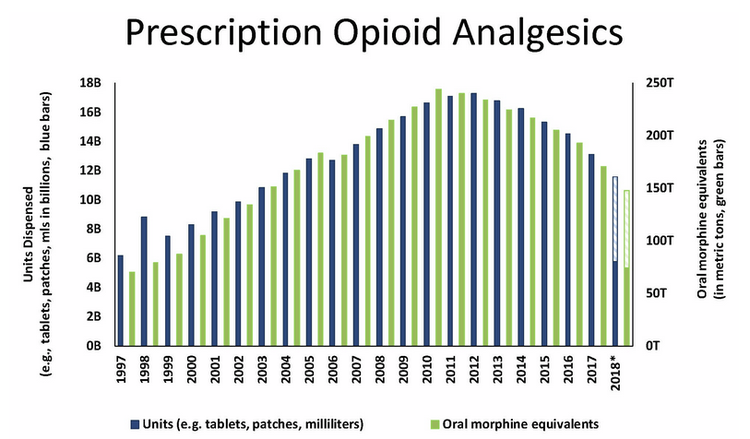 Prescription Opioid Analgesics
Units Dispensed
(e.g., tablets, patches, mls in billions, blue bars)
18B
16B
14B
12B
10B
8B
6B
4B
2B
0B
250T
200T
150T
100T
50T
0T
Oral morphine equivalents
(in metric tons, green bars)
1997
1998
1999
2000
2001
2002
2003
2004
2005
2006
2007
2008
2009
2010
2011
2012
2013
2014
2015
2016
2017
2018*
Units (e.g. tablets, patches, milliliters)
Oral morphine equivalents